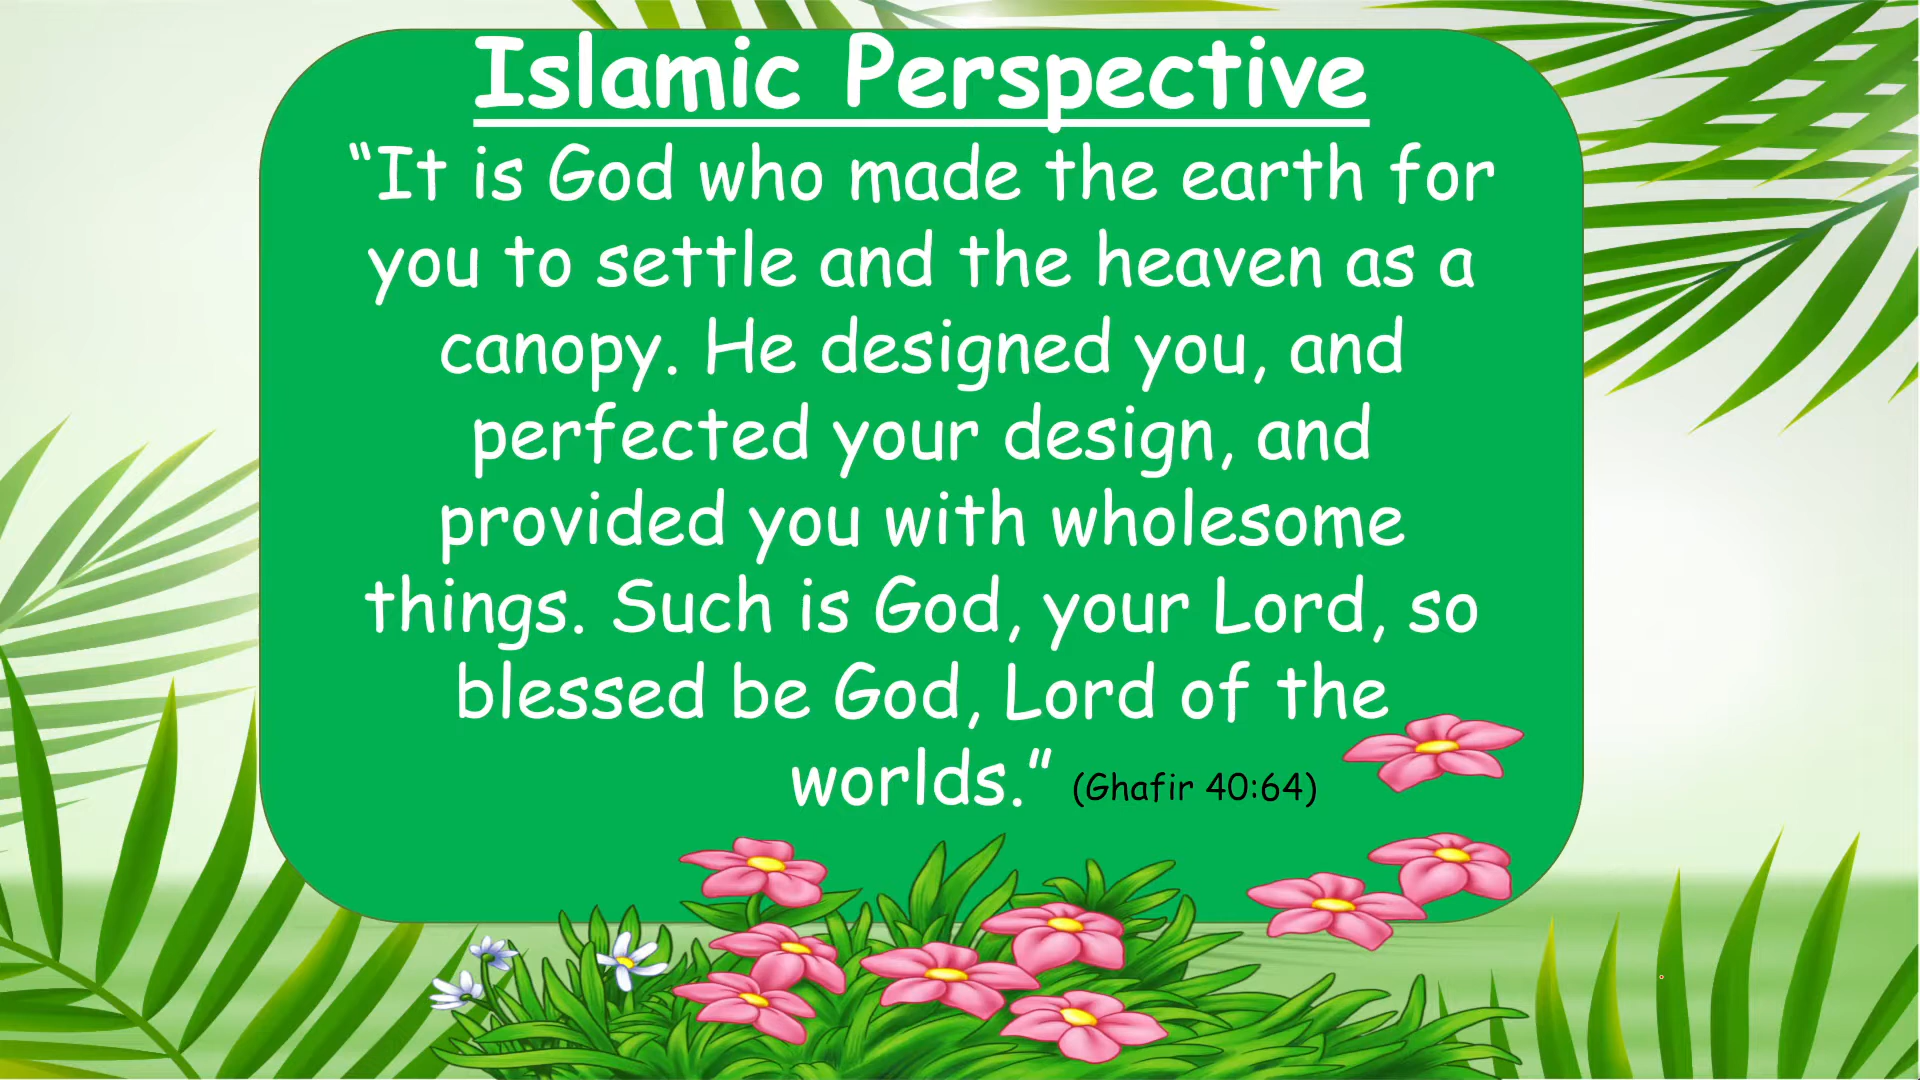 Islamic Perspective
“It is God who made the earth for
you to settle and the heaven as a
canopy. He designed you, and
perfected your design, and
provided you with wholesome
things. Such is God, your Lord, so
blessed be God, Lord of the
worlds.” (Ghafir 40:64)